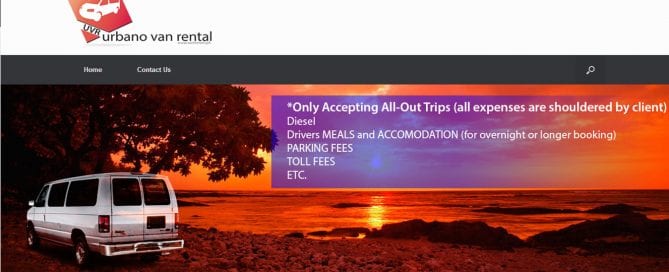 UVR
urbano van rental
Home
Contact Us
*Only Accepting All-Out Trips (all expenses are shouldered by client)
Diesel
Drivers MEALS and ACCOMODATION (for overnight or longer booking)
PARKING FEES
TOLL FEES
ETC.